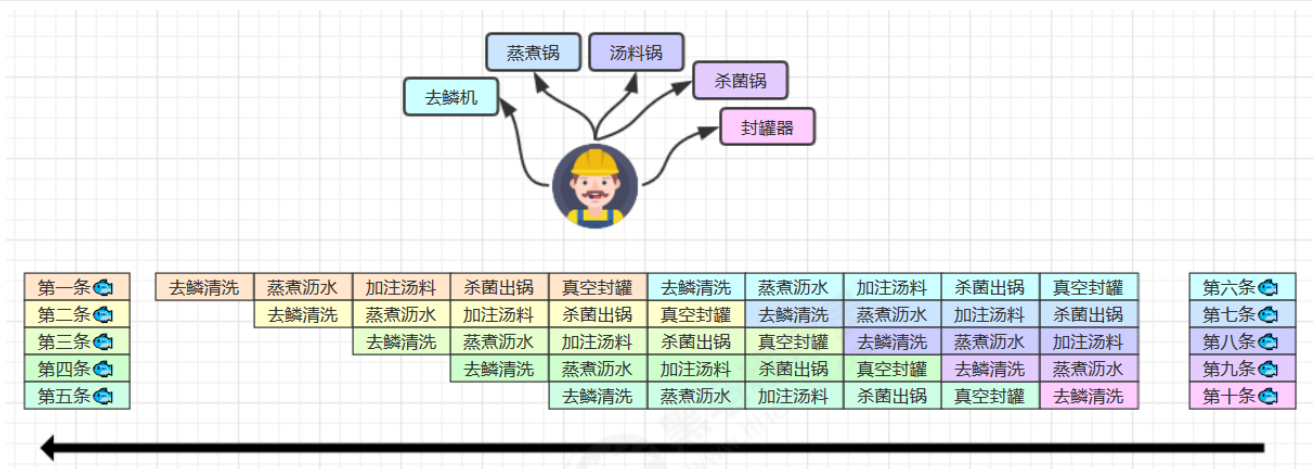 蒸煮锅 汤料锅
杀菌锅
去鳞机
封罐器
第一条 去鳞清洗 蒸煮沥水 加注汤料 杀菌出锅 真空封罐 去鳞清洗 蒸煮沥水 加注汤料 杀菌出锅 真空封罐 第六条
第二条 去鳞清洗 蒸煮沥水 加注汤料 杀菌出锅 真空封罐 去鳞清洗 蒸煮沥水 加注汤料 杀菌出锅 第七条
第三条 去鳞清洗 蒸煮沥水 加注汤料 杀菌出锅 真空封罐 去鳞清洗 蒸煮沥水 加注汤料 第八条
第四条 去鳞清洗 蒸煮沥水 加注汤料 杀菌出锅 真空封罐 去鳞清洗 蒸煮沥水 第九条
第五条 去鳞清洗 蒸煮沥水 加注汤料 杀菌出锅 真空封罐 去鳞清洗 第十条